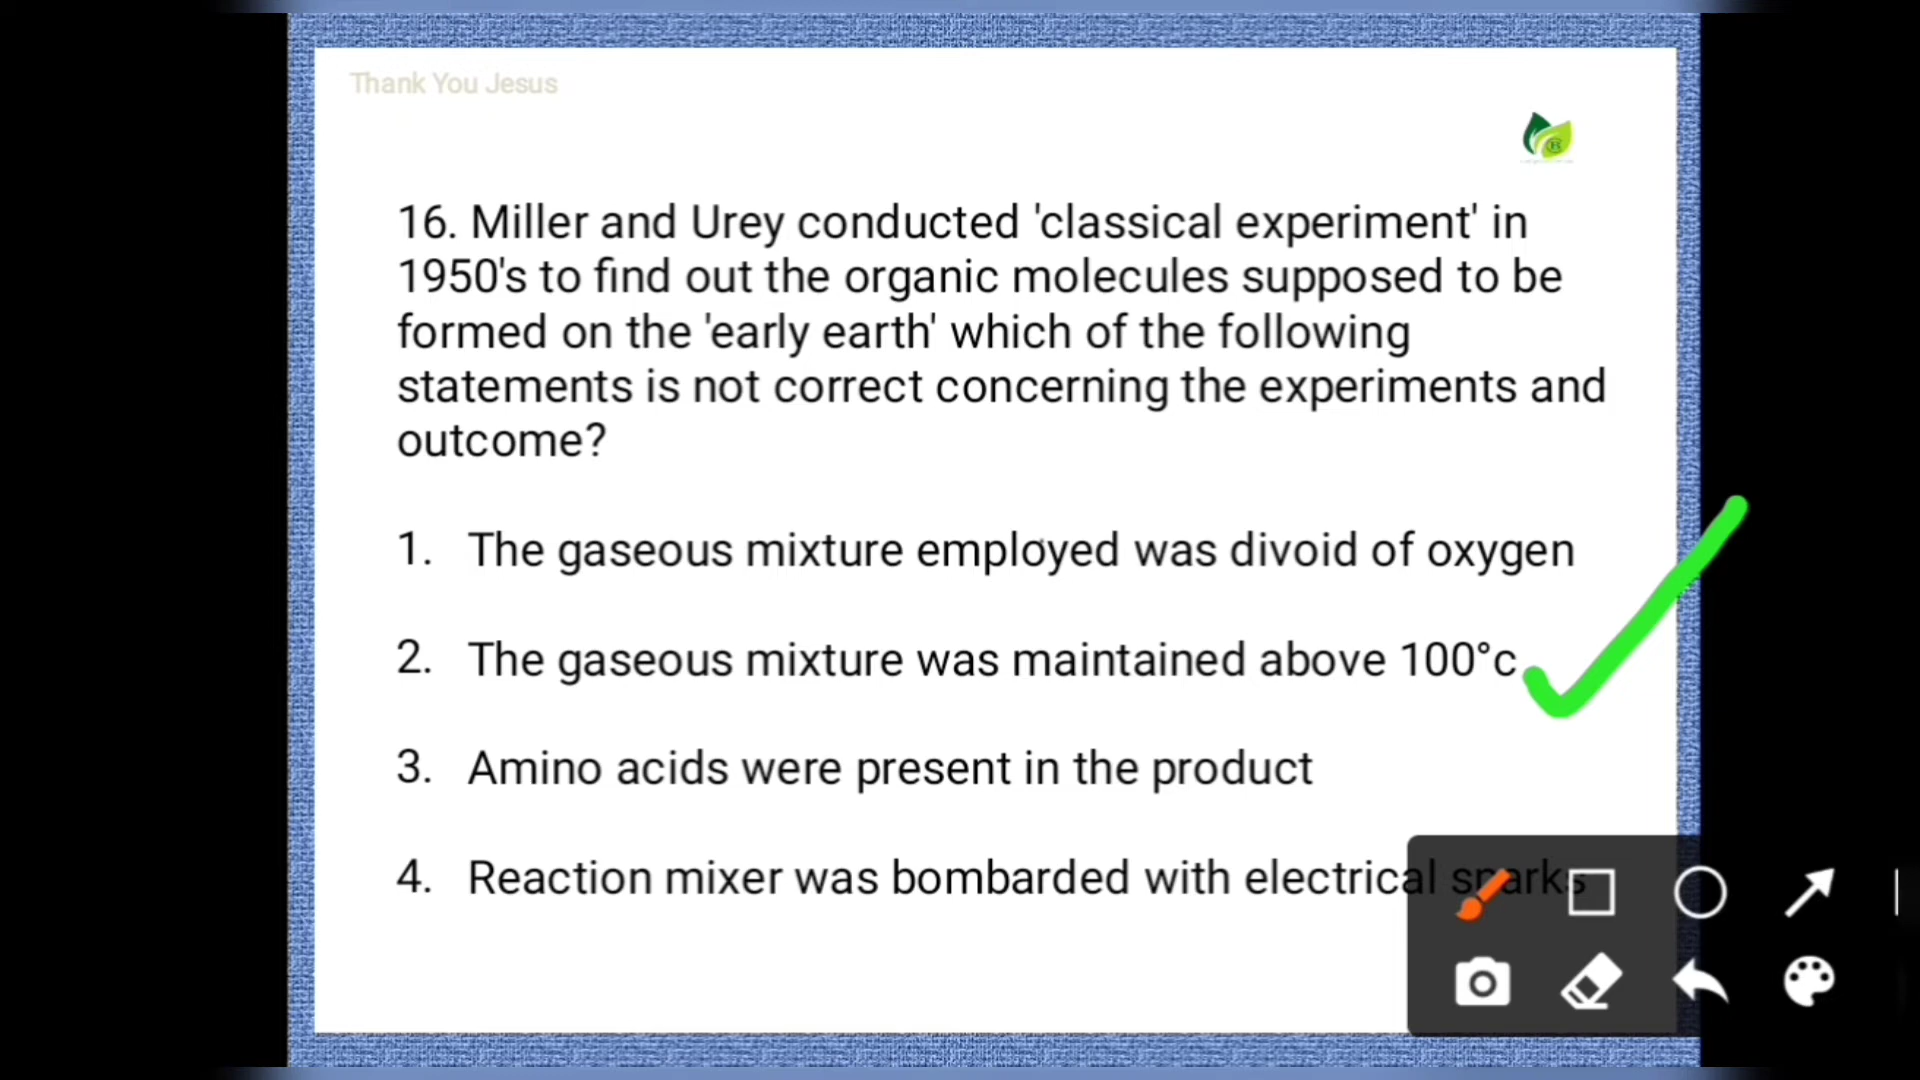 Thank You Jesus
16. Miller and Urey conducted 'classical experiment' in
1950's to find out the organic molecules supposed to be
formed on the 'early earth' which of the following
statements is not correct concerning the experiments and
outcome?
1. The gaseous mixture employed was divoid of oxygen
2. The gaseous mixture was maintained above 100°c
3. Amino acids were present in the product
4. Reaction mixer was bombarded with electrical sparks